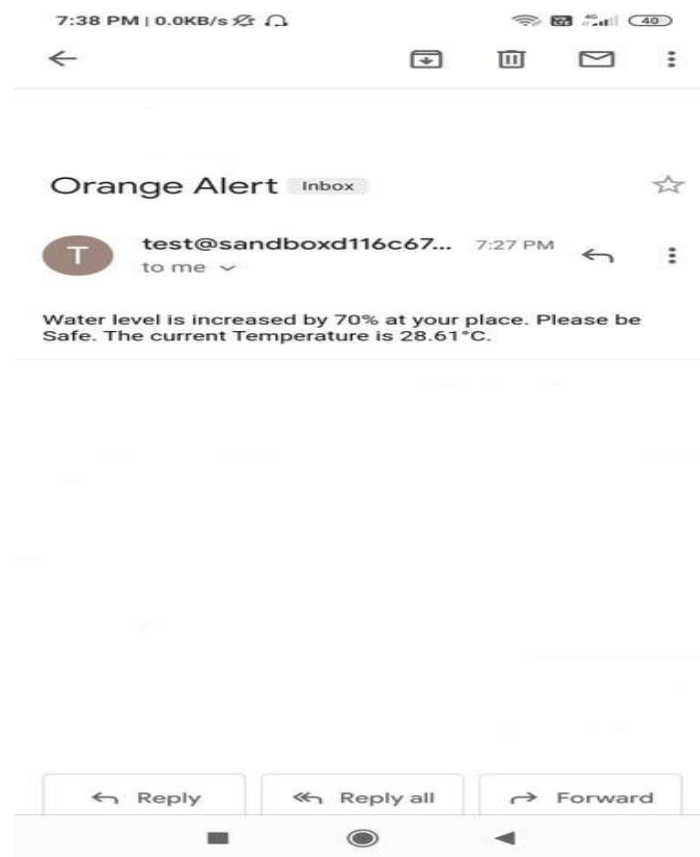 7:38 PM | 0.0KB/s 40
Orange Alert Inbox
T
test@sandboxd116c67... 7:27 PM
to me
Water level is increased by 70% at your place. Please be
Safe. The current Temperature is 28.61°C.
Reply Reply all Forward